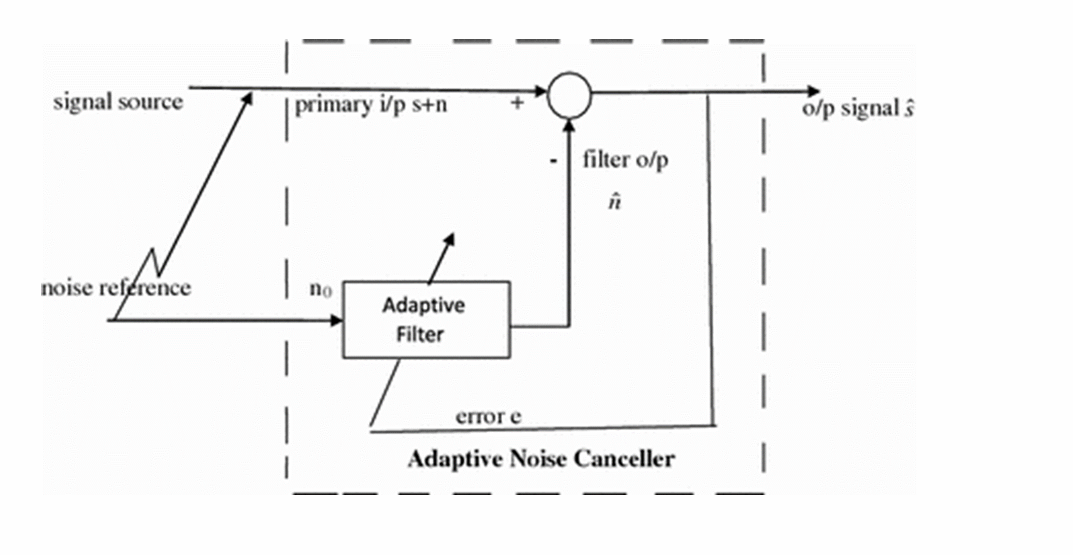 signal source
primary i/p s+n
+
o/p signal ŝ
-
filter o/p
n̂
noise reference
n₀
Adaptive
Filter
error e
Adaptive Noise Canceller